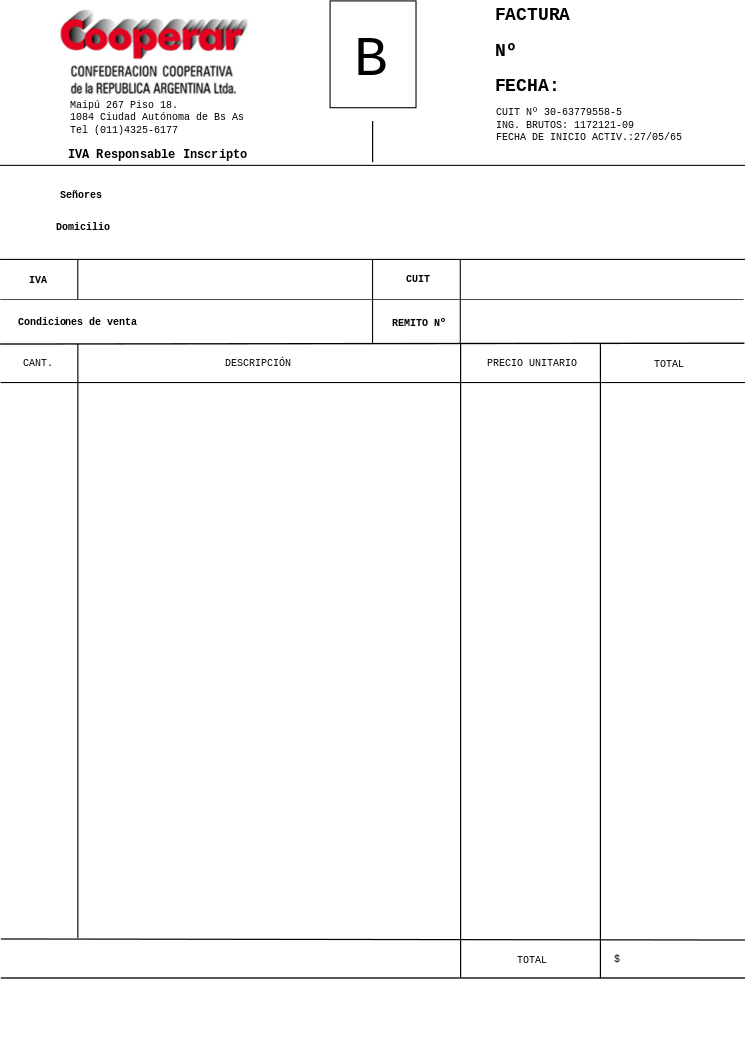 Cooperar
CONFEDERACION COOPERATIVA
de la REPUBLICA ARGENTINA Ltda.
Maipú 267 Piso 18.
1084 Ciudad Autónoma de Bs As
Tel (011)4325-6177
IVA Responsable Inscripto
B
FACTURA
Nº
FECHA:
CUIT Nº 30-63779558-5
ING. BRUTOS: 1172121-09
FECHA DE INICIO ACTIV.:27/05/65
Señores
Domicilio
IVA CUIT
Condiciones de venta REMITO Nº
CANT. DESCRIPCIÓN PRECIO UNITARIO TOTAL
TOTAL $